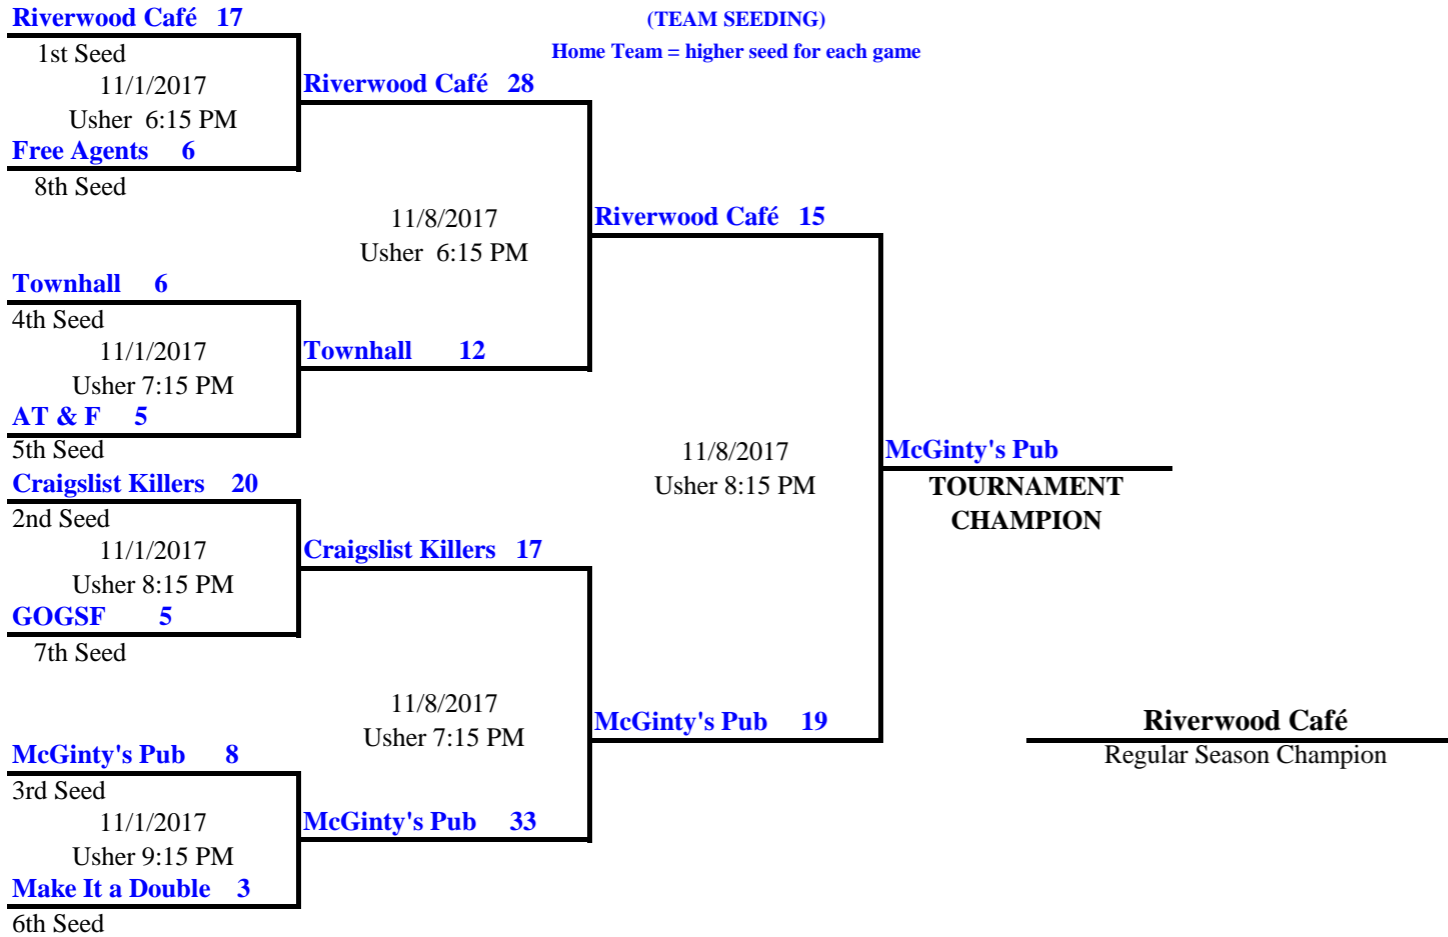 Riverwood Café 17
(TEAM SEEDING)
1st Seed
Home Team = higher seed for each game
11/1/2017
Riverwood Café 28
Usher 6:15 PM
Free Agents 6
8th Seed
11/8/2017
Riverwood Café 15
Usher 6:15 PM
Townhall 6
4th Seed
11/1/2017
Townhall 12
Usher 7:15 PM
AT & F 5
5th Seed
11/8/2017
McGinty's Pub
Craigslist Killers 20
Usher 8:15 PM
TOURNAMENT
CHAMPION
2nd Seed
11/1/2017
Craigslist Killers 17
Usher 8:15 PM
GOGSF 5
7th Seed
11/8/2017
McGinty's Pub 19
Riverwood Café
Usher 7:15 PM
McGinty's Pub 8
Regular Season Champion
3rd Seed
11/1/2017
McGinty's Pub 33
Usher 9:15 PM
Make It a Double 3
6th Seed